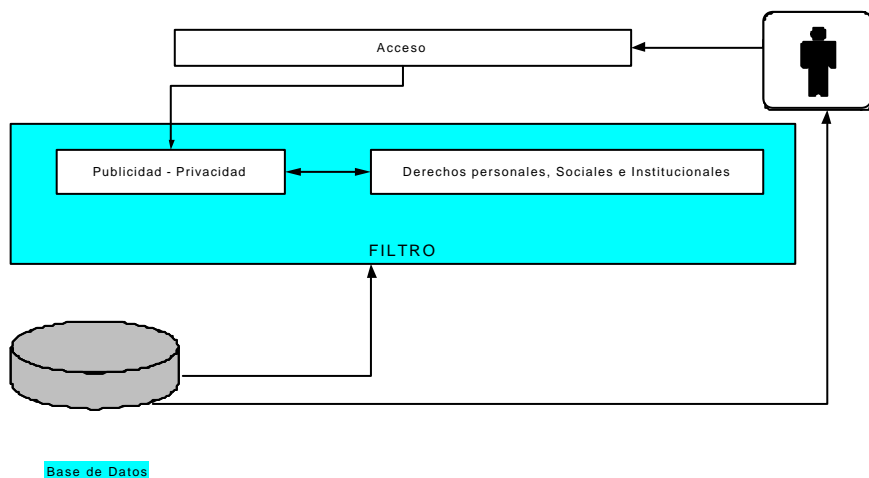 Acceso
Publicidad - Privacidad
Derechos personales, Sociales e Institucionales
FILTRO
Base de Datos